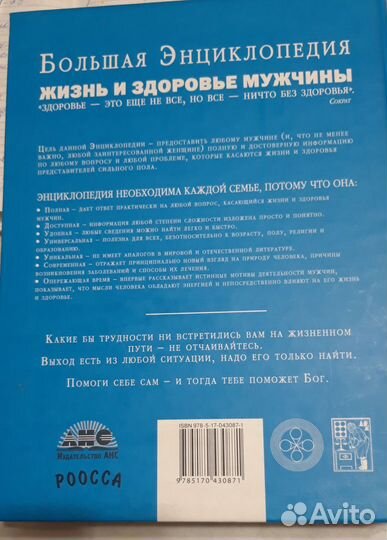 Большая Энциклопедия
ЖИЗНЬ И ЗДОРОВЬЕ МУЖЧИНЫ
«Здоровье — это еще не все, но все — ничто без здоровья».
Сократ
Цель данной Энциклопедии – предоставить любому мужчине (и, что не менее
важно, любой заинтересованной женщине) полную и достоверную информацию
по любому вопросу и любой проблеме, которые касаются жизни и здоровья
представителей сильного пола.
ЭНЦИКЛОПЕДИЯ НЕОБХОДИМА КАЖДОЙ СЕМЬЕ, ПОТОМУ ЧТО ОНА:
• Полная – дает ответ практически на любой вопрос, касающийся жизни и здоровья
мужчин.
• Доступная – информация любой степени сложности изложена просто и понятно.
• Удобная – любые сведения можно найти легко и быстро.
• Универсальная – полезна для всех, безотносительно к возрасту, полу, религии и
образованию.
• Уникальная – не имеет аналогов в мировой и отечественной литературе.
• Современная – отражает принципиально новый взгляд на природу человека, причины
возникновения заболеваний и способы их лечения.
• Опережающая время – впервые рассказывает истинные мотивы деятельности мужчин,
показывает, что мысли человека обладают энергией и непосредственно влияют на его жизнь
и здоровье.
Какие бы трудности ни встретились вам на жизненном
пути – не отчаивайтесь.
Выход есть из любой ситуации, надо его только найти.
Помоги себе сам – и тогда тебе поможет Бог.
АНС
Издательство АНС
РООССА
ISBN 978-5-17-043087-1
9 785170 430871
Avito